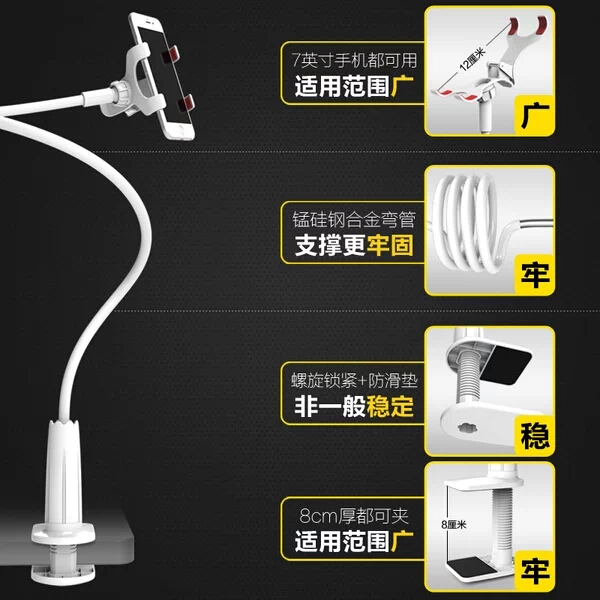 7英寸手机都可用
适用范围广
12厘米
广
锰硅钢合金弯管
支撑更牢固
牢
螺旋锁紧+防滑垫
非一般稳定
稳
8cm厚都可夹
适用范围广
8厘米
牢